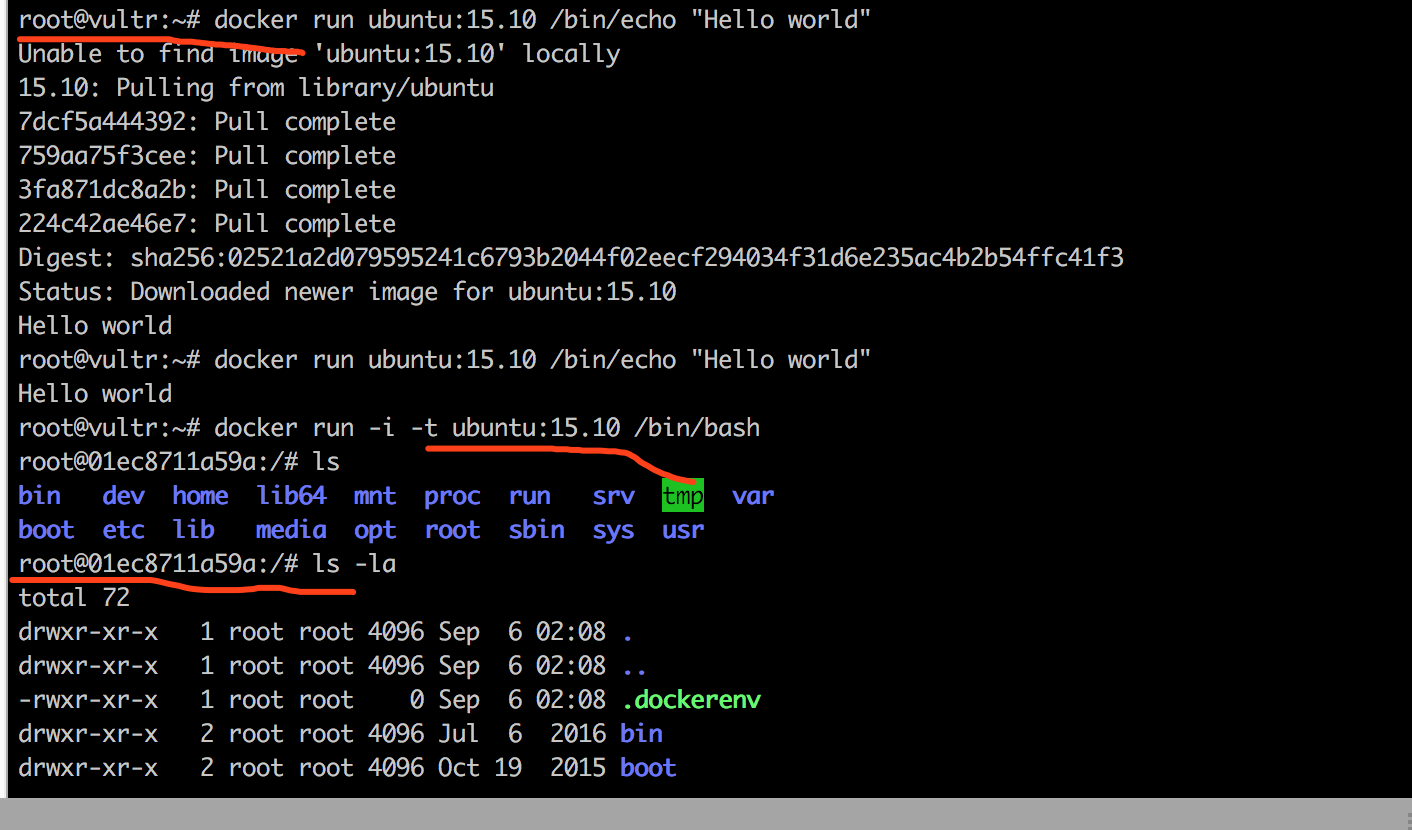 root@vultr:~# docker run ubuntu:15.10 /bin/echo "Hello world"
Unable to find image 'ubuntu:15.10' locally
15.10: Pulling from library/ubuntu
7dcf5a444392: Pull complete
759aa75f3cee: Pull complete
3fa871dc8a2b: Pull complete
224c42ae46e7: Pull complete
Digest: sha256:02521a2d079595241c6793b2044f02eecf294034f31d6e235ac4b2b54ffc41f3
Status: Downloaded newer image for ubuntu:15.10
Hello world
root@vultr:~# docker run ubuntu:15.10 /bin/echo "Hello world"
Hello world
root@vultr:~# docker run -i -t ubuntu:15.10 /bin/bash
root@01ec8711a59a:/# ls
bin   dev  home  lib64  mnt  proc  run   srv  tmp  var
boot  etc  lib   media  opt  root  sbin  sys  usr
root@01ec8711a59a:/# ls -la
total 72
drwxr-xr-x   1 root root 4096 Sep  6 02:08 .
drwxr-xr-x   1 root root 4096 Sep  6 02:08 ..
-rwxr-xr-x   1 root root    0 Sep  6 02:08 .dockerenv
drwxr-xr-x   2 root root 4096 Jul  6  2016 bin
drwxr-xr-x   2 root root 4096 Oct 19  2015 boot